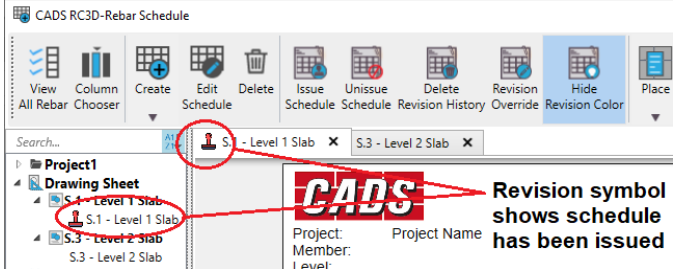 CADS RC3D-Rebar Schedule
View
All Rebar
Column
Chooser
Create
Edit
Schedule
Delete
Issue
Schedule
Unissue
Schedule
Delete
Revision History
Revision
Override
Hide
Revision Color
Place
Search...
S.1 - Level 1 Slab
S.3 - Level 2 Slab
Project1
Drawing Sheet
S.1 - Level 1 Slab
S.1 - Level 1 Slab
S.3 - Level 2 Slab
S.3 - Level 2 Slab
CADS
Project: Project Name
Member:
Level:
Revision symbol
shows schedule
has been issued